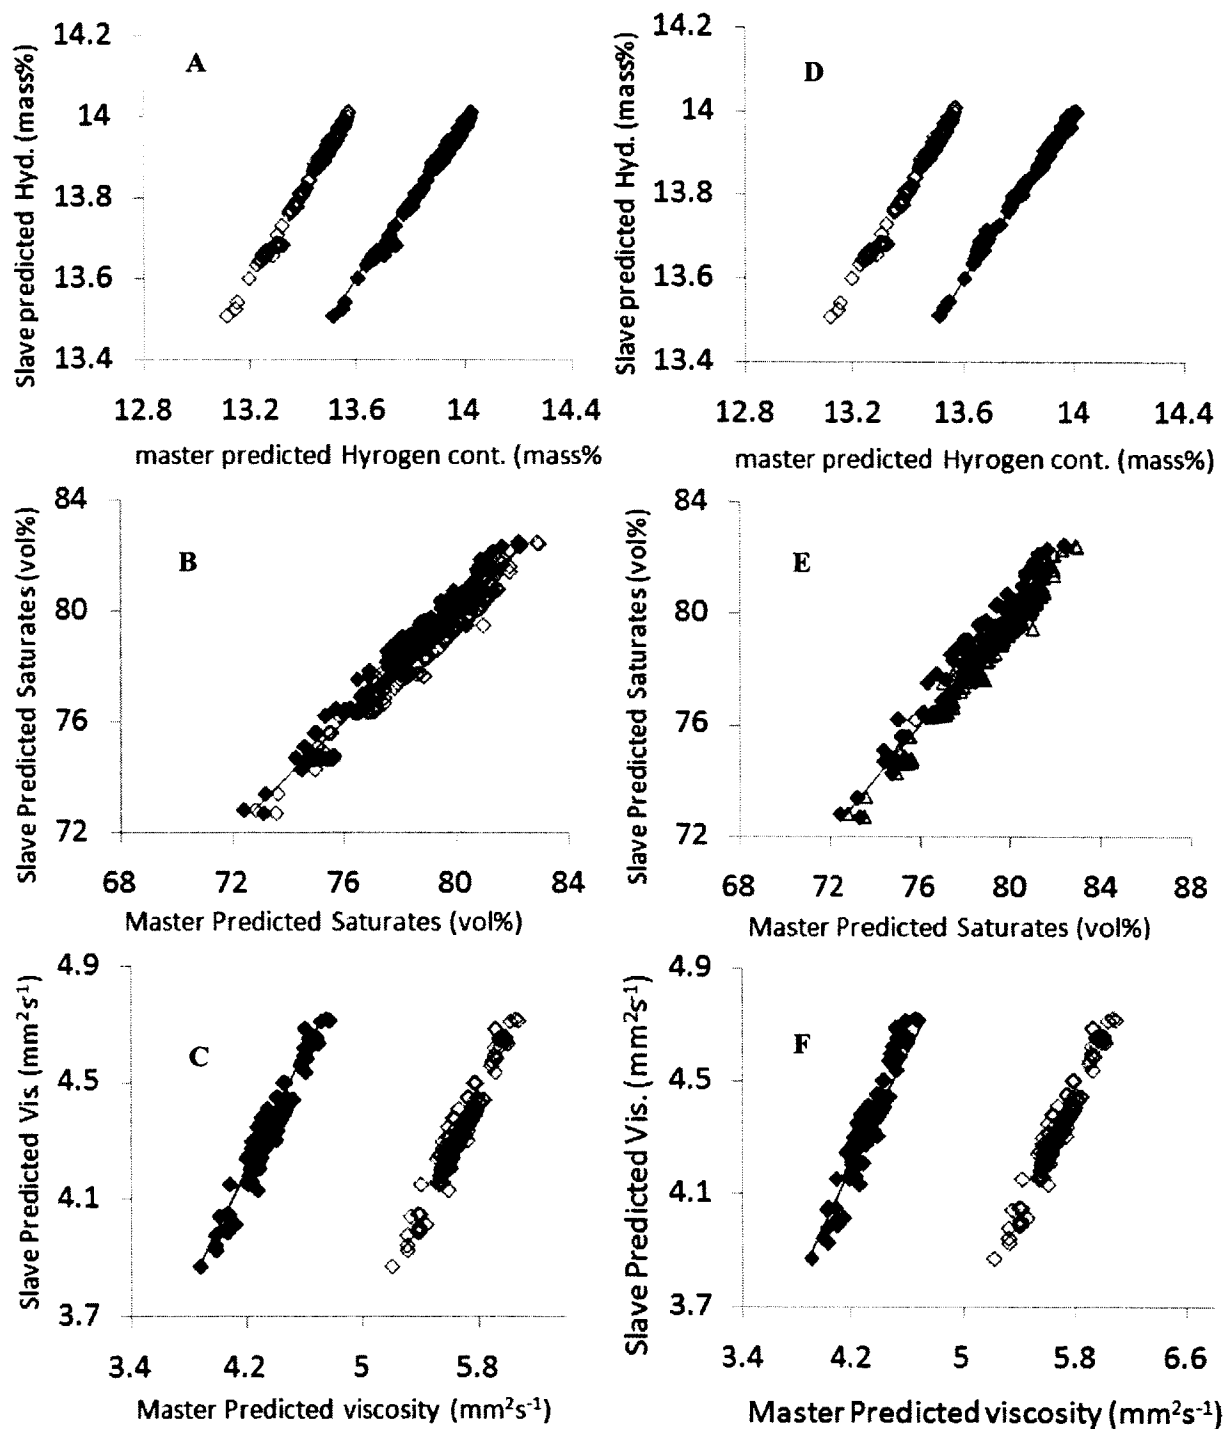 Slave predicted Hyd. (mass%)
14.2
14
13.8
13.6
13.4
A
12.8 13.2 13.6 14 14.4
master predicted Hyrogen cont. (mass%
Slave predicted Hyd. (mass%)
14.2
14
13.8
13.6
13.4
D
12.8 13.2 13.6 14 14.4
master predicted Hyrogen cont. (mass%)
Slave Predicted Saturates (vol%)
84
80
76
72
B
68 72 76 80 84
Master Predicted Saturates (vol%)
Slave Predicted Saturates (vol%)
84
80
76
72
E
68 72 76 80 84 88
Master Predicted Saturates (vol%)
Slave Predicted Vis. (mm²s⁻¹)
4.9
4.5
4.1
3.7
C
3.4 4.2 5 5.8
Master Predicted viscosity (mm²s⁻¹)
Slave Predicted Vis. (mm²s⁻¹)
4.9
4.5
4.1
3.7
F
3.4 4.2 5 5.8 6.6
Master Predicted viscosity (mm²s⁻¹)